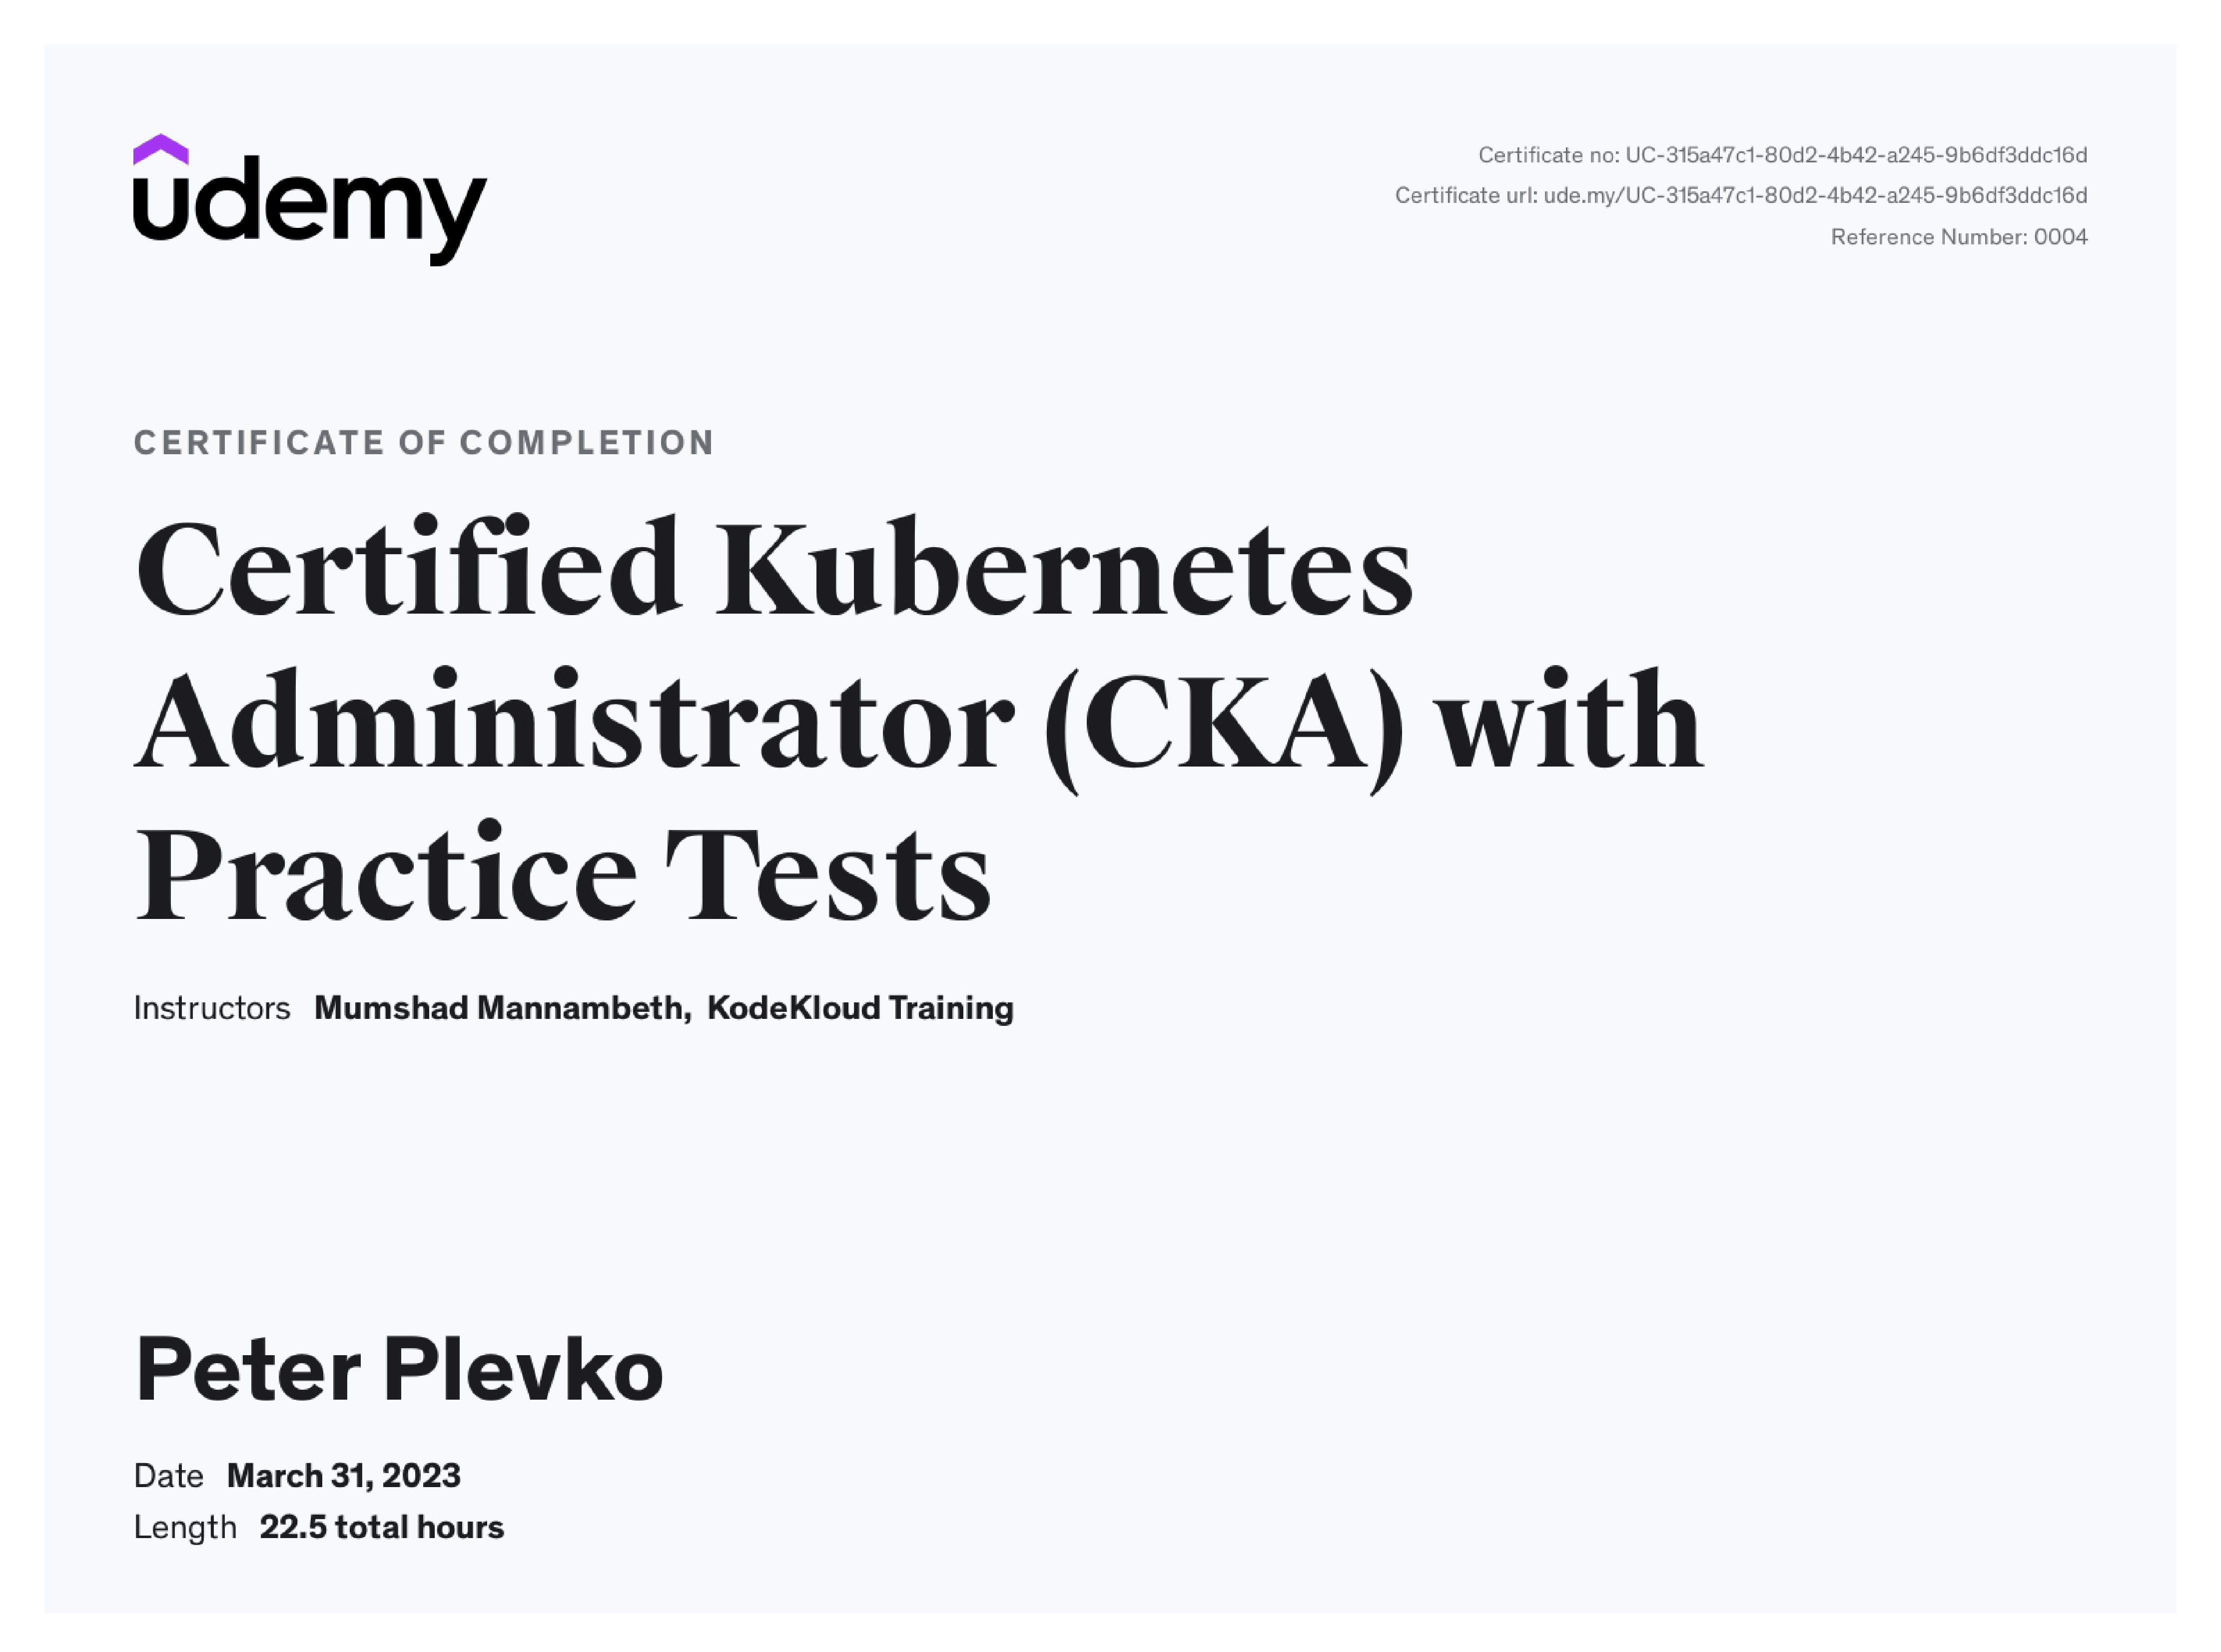 udemy
Certificate no: UC-315a47c1-80d2-4b42-a245-9b6df3ddc16d
Certificate url: ude.my/UC-315a47c1-80d2-4b42-a245-9b6df3ddc16d
Reference Number: 0004
CERTIFICATE OF COMPLETION
Certified Kubernetes
Administrator (CKA) with
Practice Tests
Instructors Mumshad Mannambeth, KodeKloud Training
Peter Plevko
Date March 31, 2023
Length 22.5 total hours